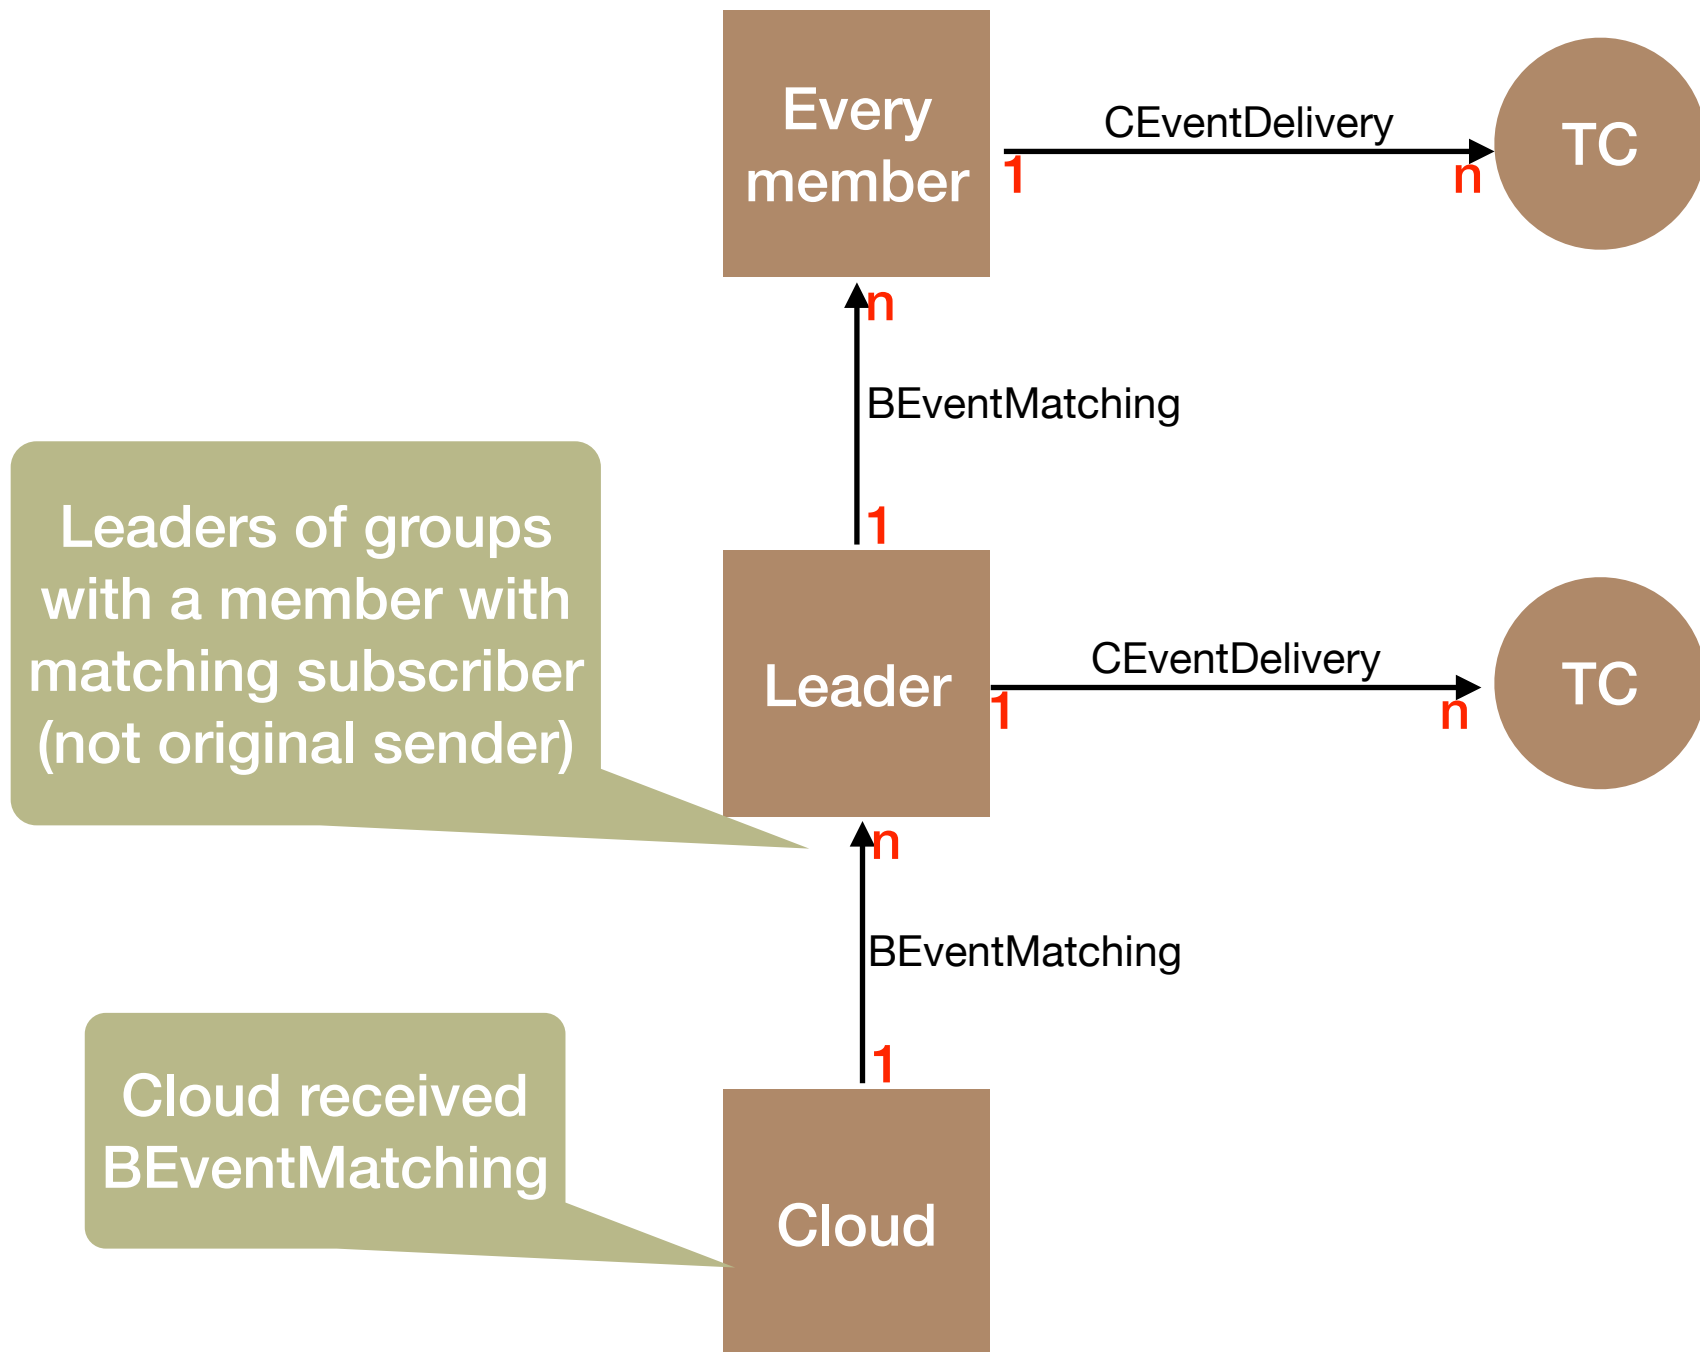 Every
member
CEventDelivery
1
n
TC
n
BEventMatching
1
Leaders of groups
with a member with
matching subscriber
(not original sender)
Leader
CEventDelivery
1
n
TC
n
BEventMatching
1
Cloud received
BEventMatching
Cloud